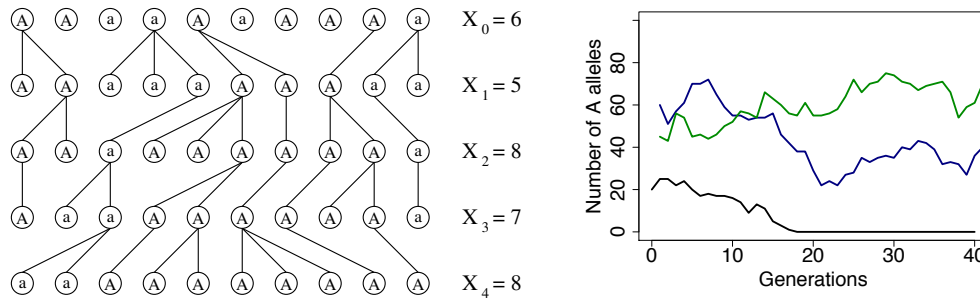 A A a a A a A A A a X₀ = 6
A A a a a A A A a a X₁ = 5
A A a A A A A A A a X₂ = 8
A a a A A A A A A a X₃ = 7
a a A A A A A A A A X₄ = 8
Number of A alleles
80
60
40
20
0
0 10 20 30 40
Generations